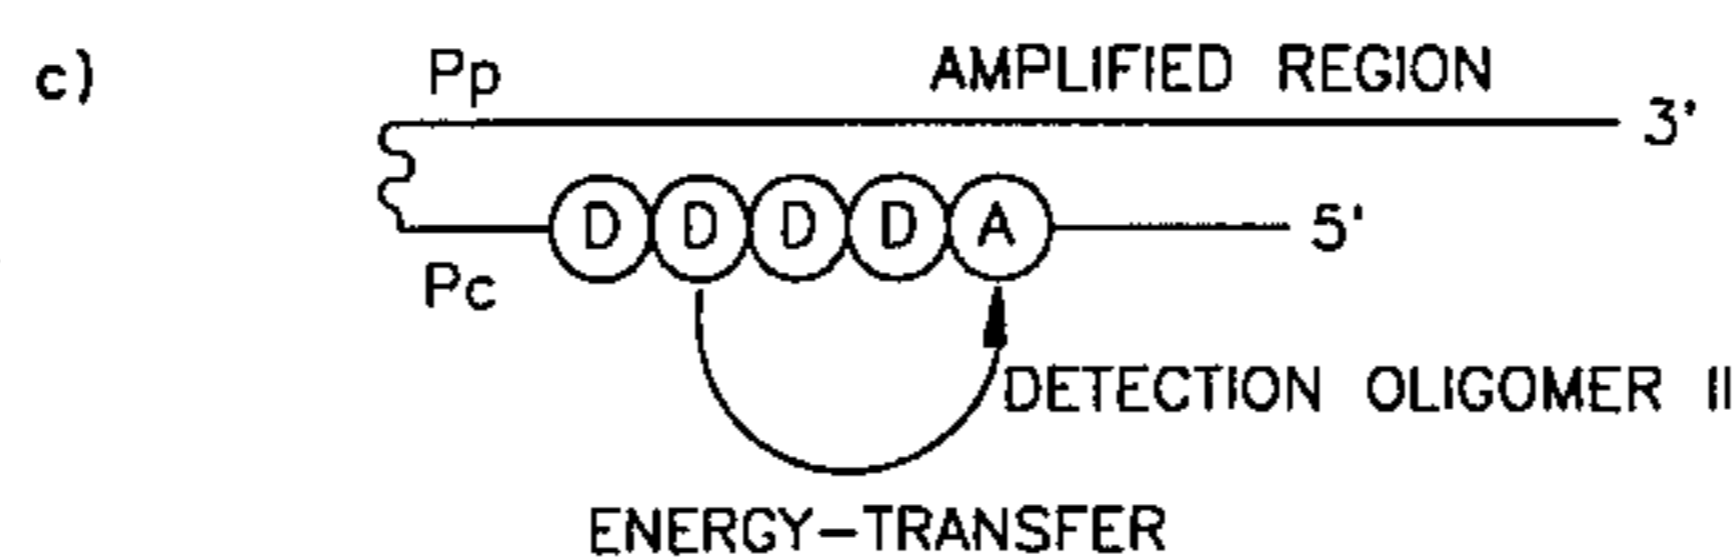 c)
Pp AMPLIFIED REGION
3'
D D D D A
5'
Pc
DETECTION OLIGOMER II
ENERGY-TRANSFER